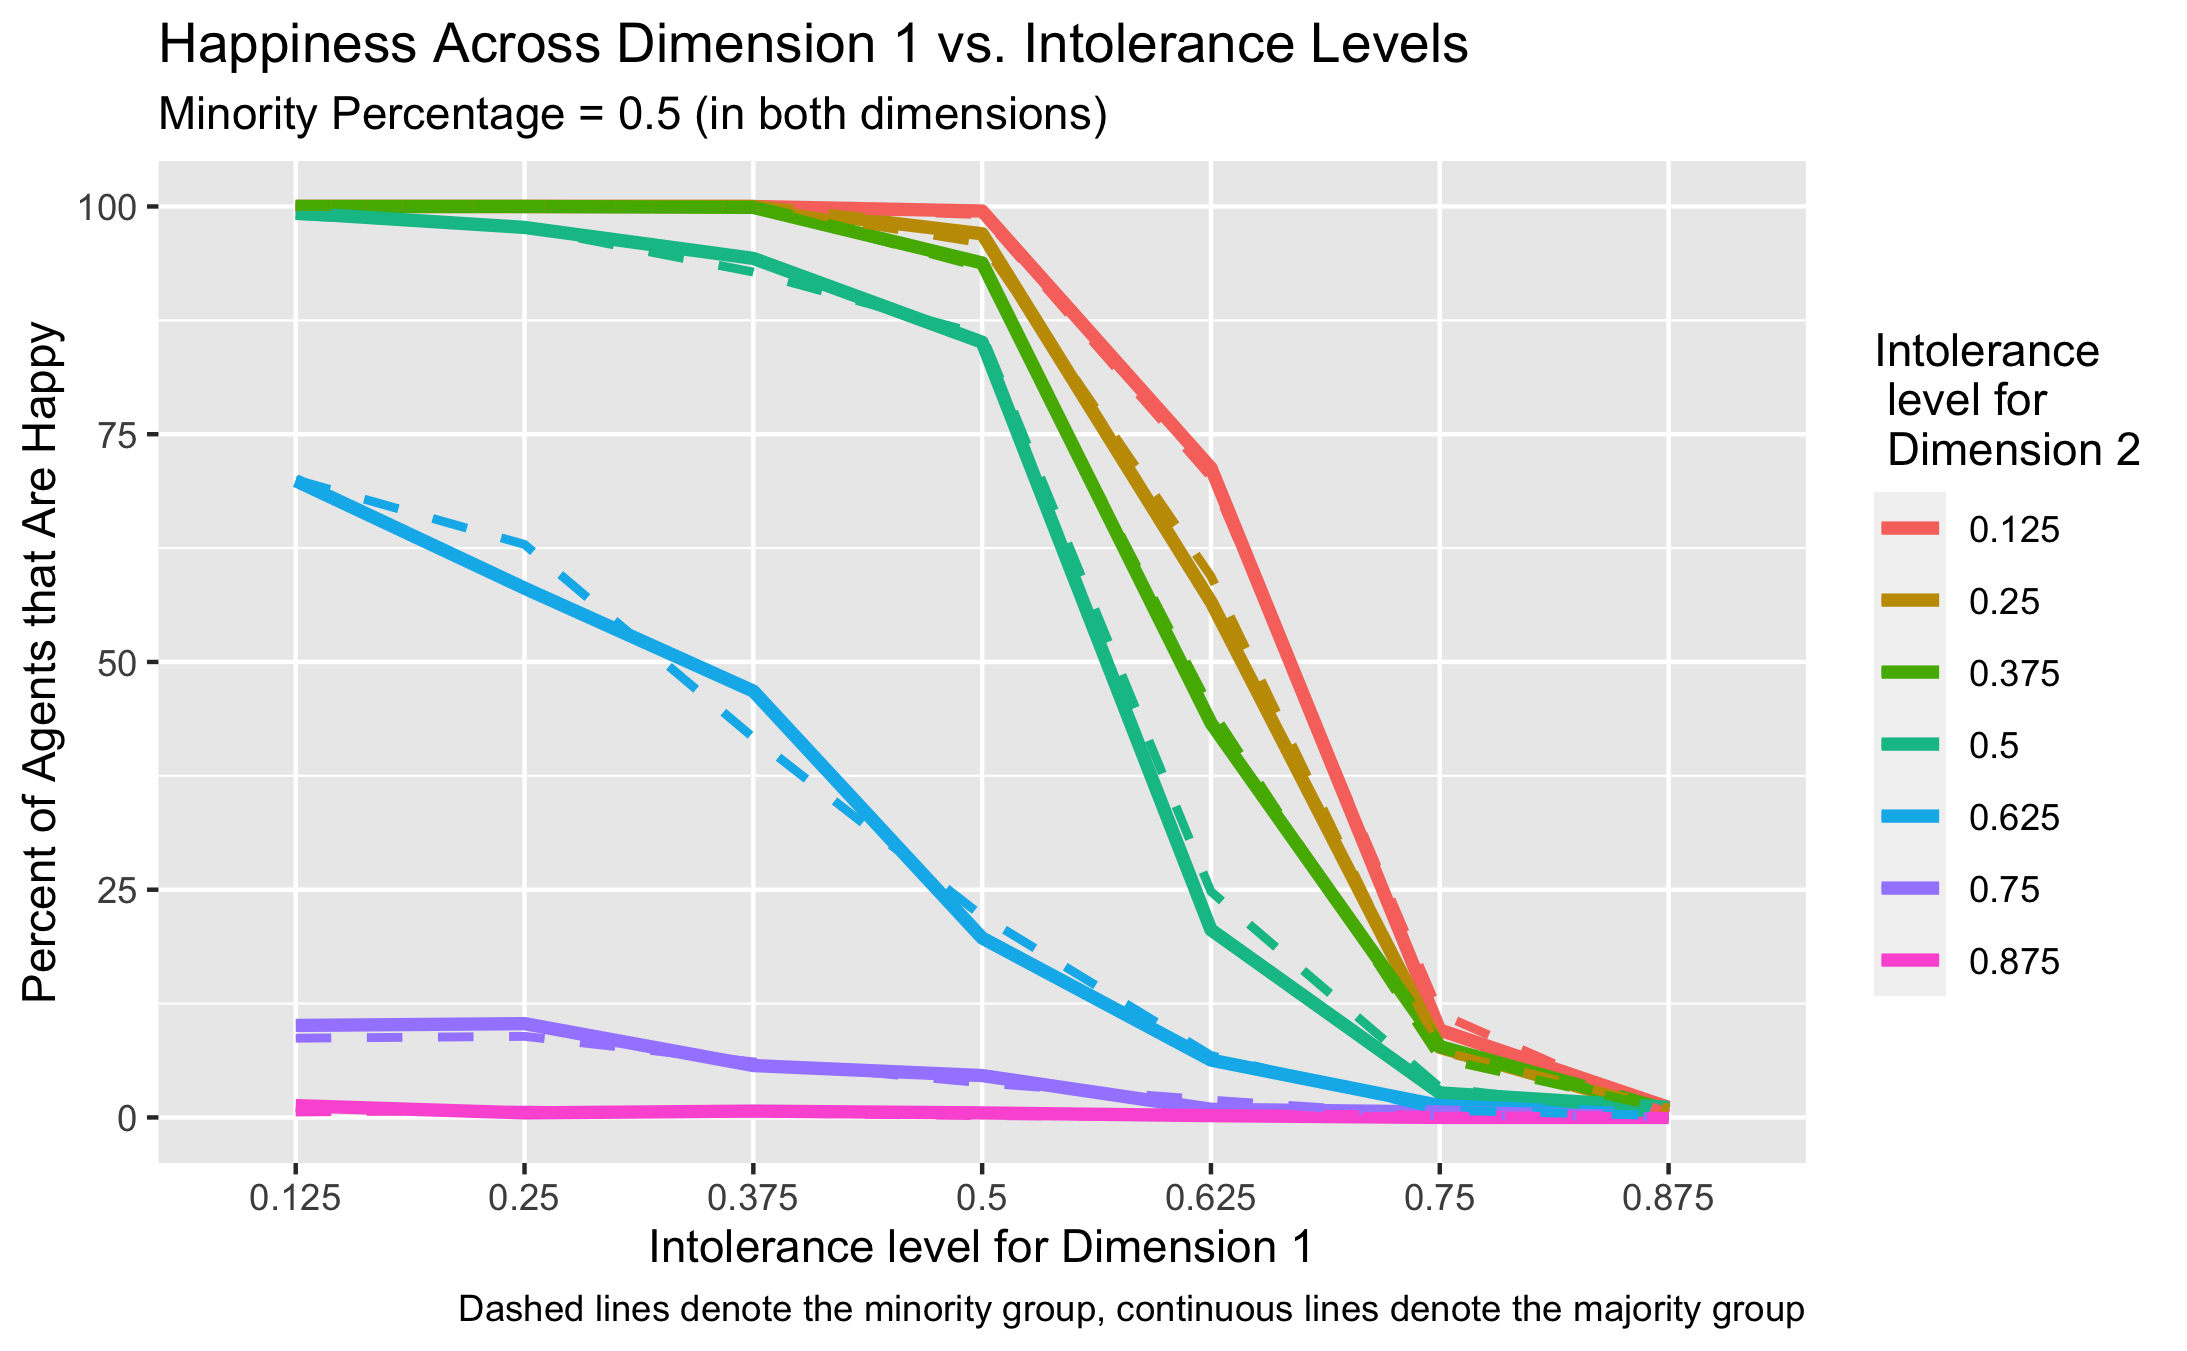 Happiness Across Dimension 1 vs. Intolerance Levels
Minority Percentage = 0.5 (in both dimensions)
Percent of Agents that Are Happy
100
75
50
25
0
0.125
0.25
0.375
0.5
0.625
0.75
0.875
Intolerance level for Dimension 1
Dashed lines denote the minority group, continuous lines denote the majority group
Intolerance
level for
Dimension 2
0.125
0.25
0.375
0.5
0.625
0.75
0.875